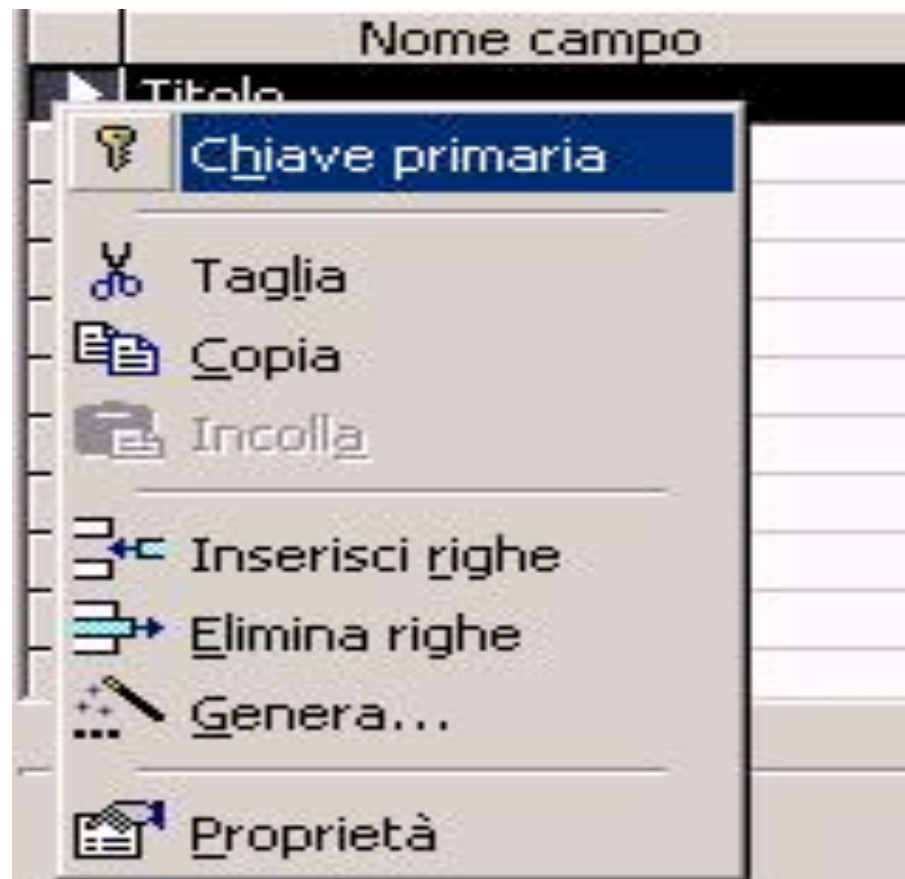 Nome campo
Titolo
Chiave primaria
Taglia
Copia
Incolla
Inserisci righe
Elimina righe
Genera...
Proprietà